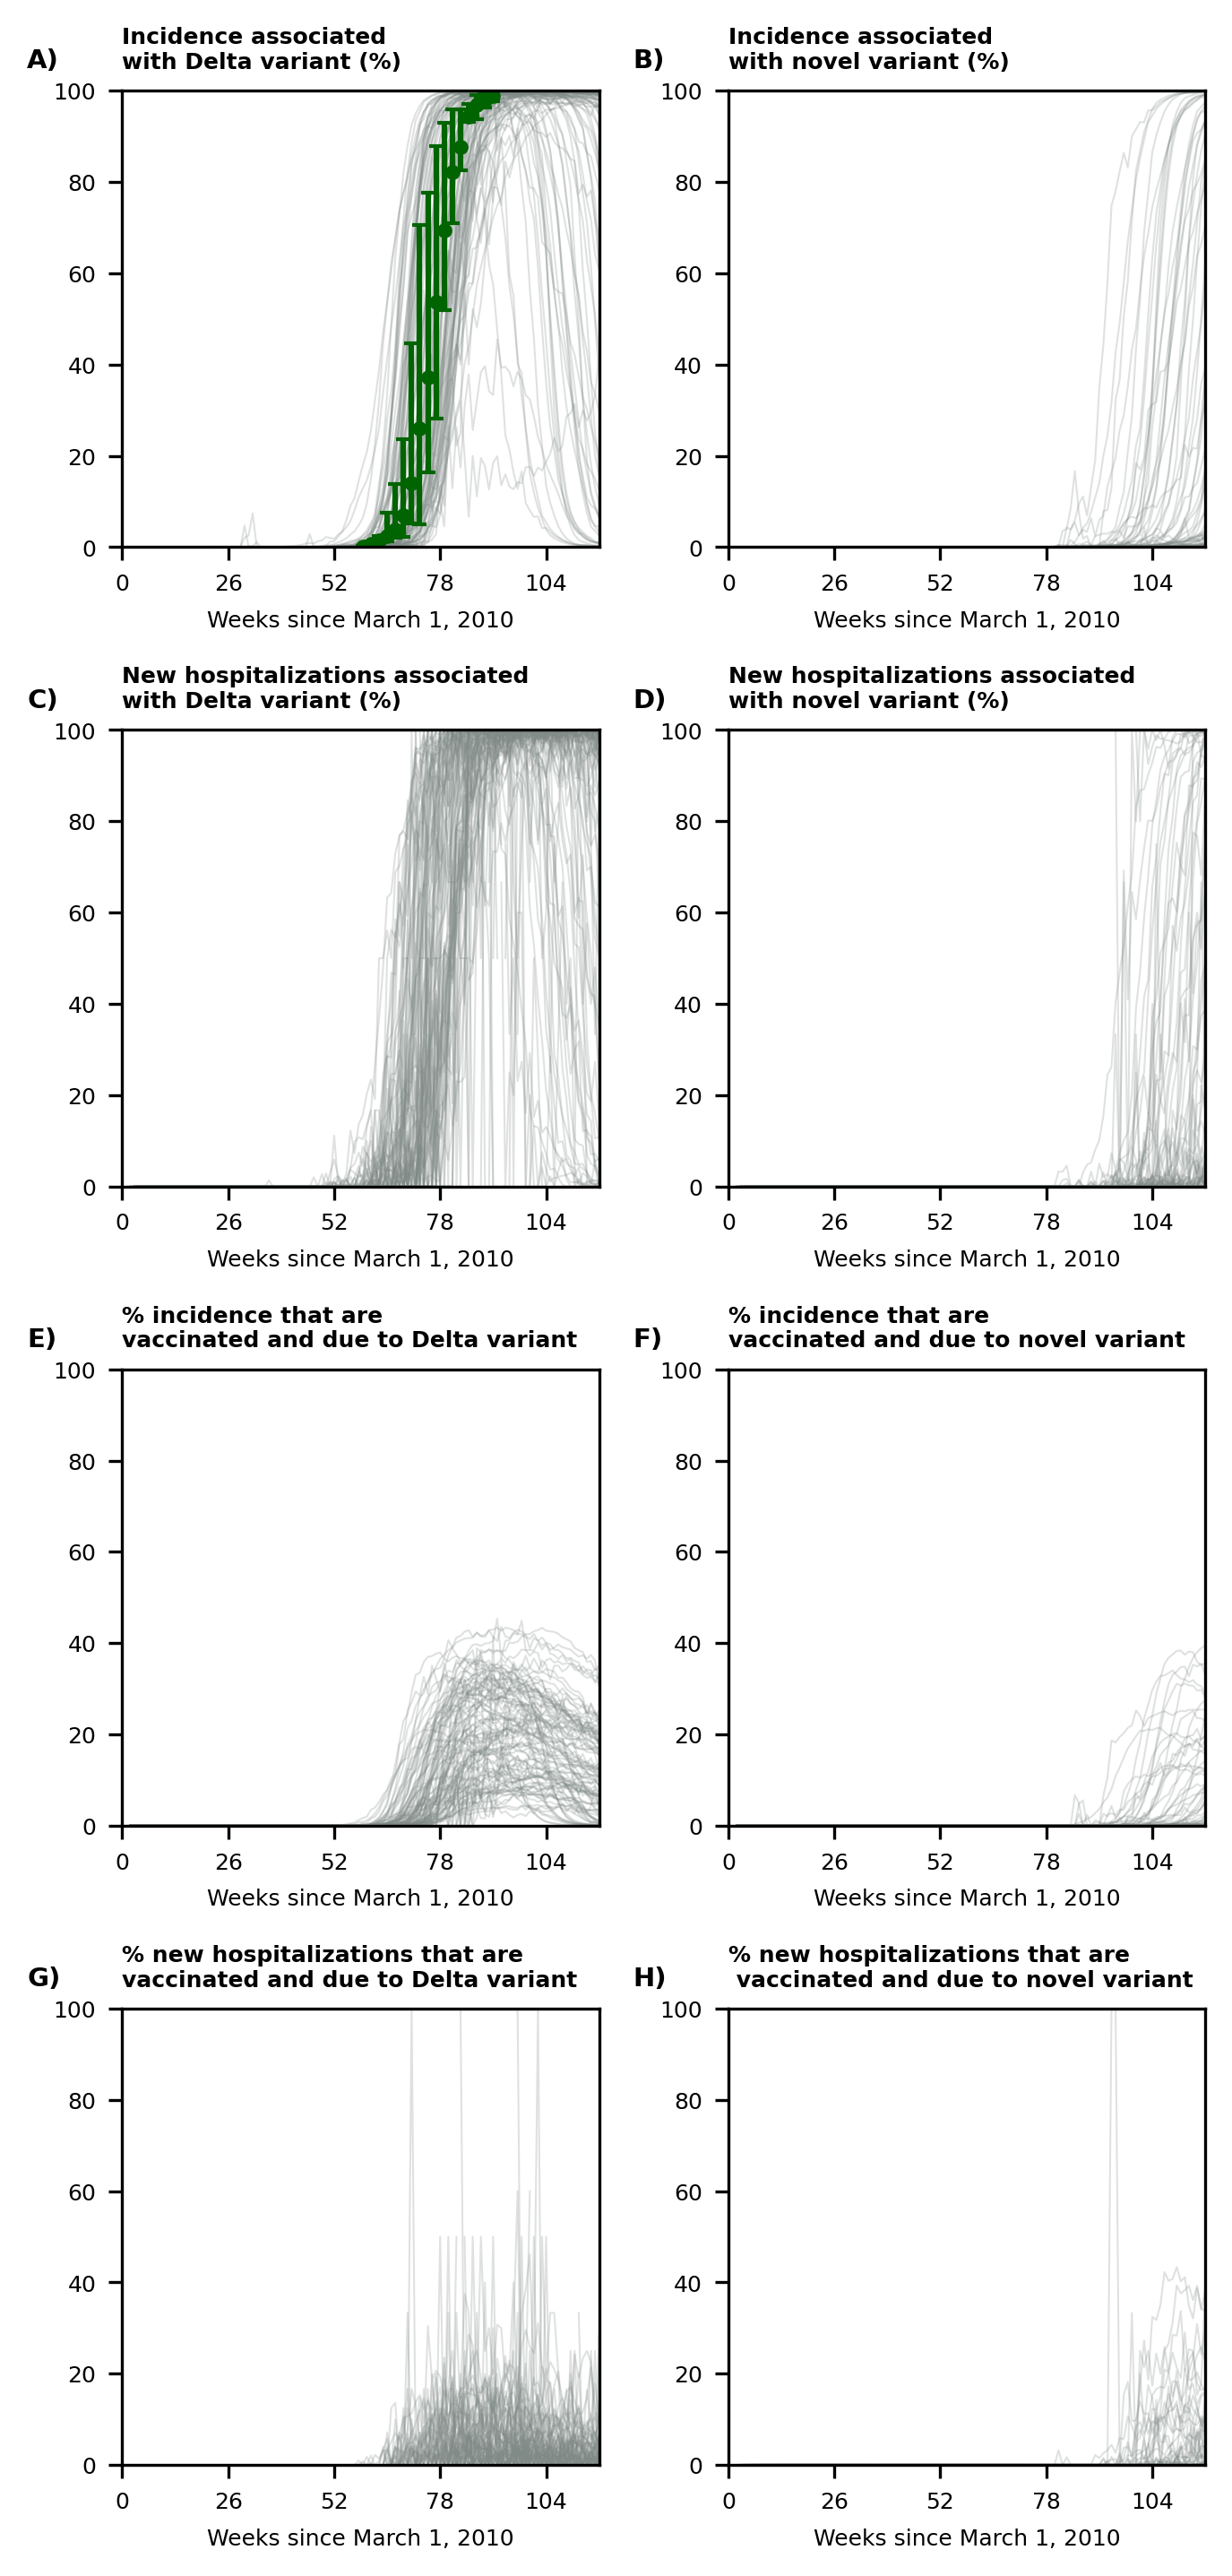 A)
Incidence associated
with Delta variant (%)
100
80
60
40
20
0
0 26 52 78 104
Weeks since March 1, 2010
B)
Incidence associated
with novel variant (%)
100
80
60
40
20
0
0 26 52 78 104
Weeks since March 1, 2010
C)
New hospitalizations associated
with Delta variant (%)
100
80
60
40
20
0
0 26 52 78 104
Weeks since March 1, 2010
D)
New hospitalizations associated
with novel variant (%)
100
80
60
40
20
0
0 26 52 78 104
Weeks since March 1, 2010
E)
% incidence that are
vaccinated and due to Delta variant
100
80
60
40
20
0
0 26 52 78 104
Weeks since March 1, 2010
F)
% incidence that are
vaccinated and due to novel variant
100
80
60
40
20
0
0 26 52 78 104
Weeks since March 1, 2010
G)
% new hospitalizations that are
vaccinated and due to Delta variant
100
80
60
40
20
0
0 26 52 78 104
Weeks since March 1, 2010
H)
% new hospitalizations that are
vaccinated and due to novel variant
100
80
60
40
20
0
0 26 52 78 104
Weeks since March 1, 2010